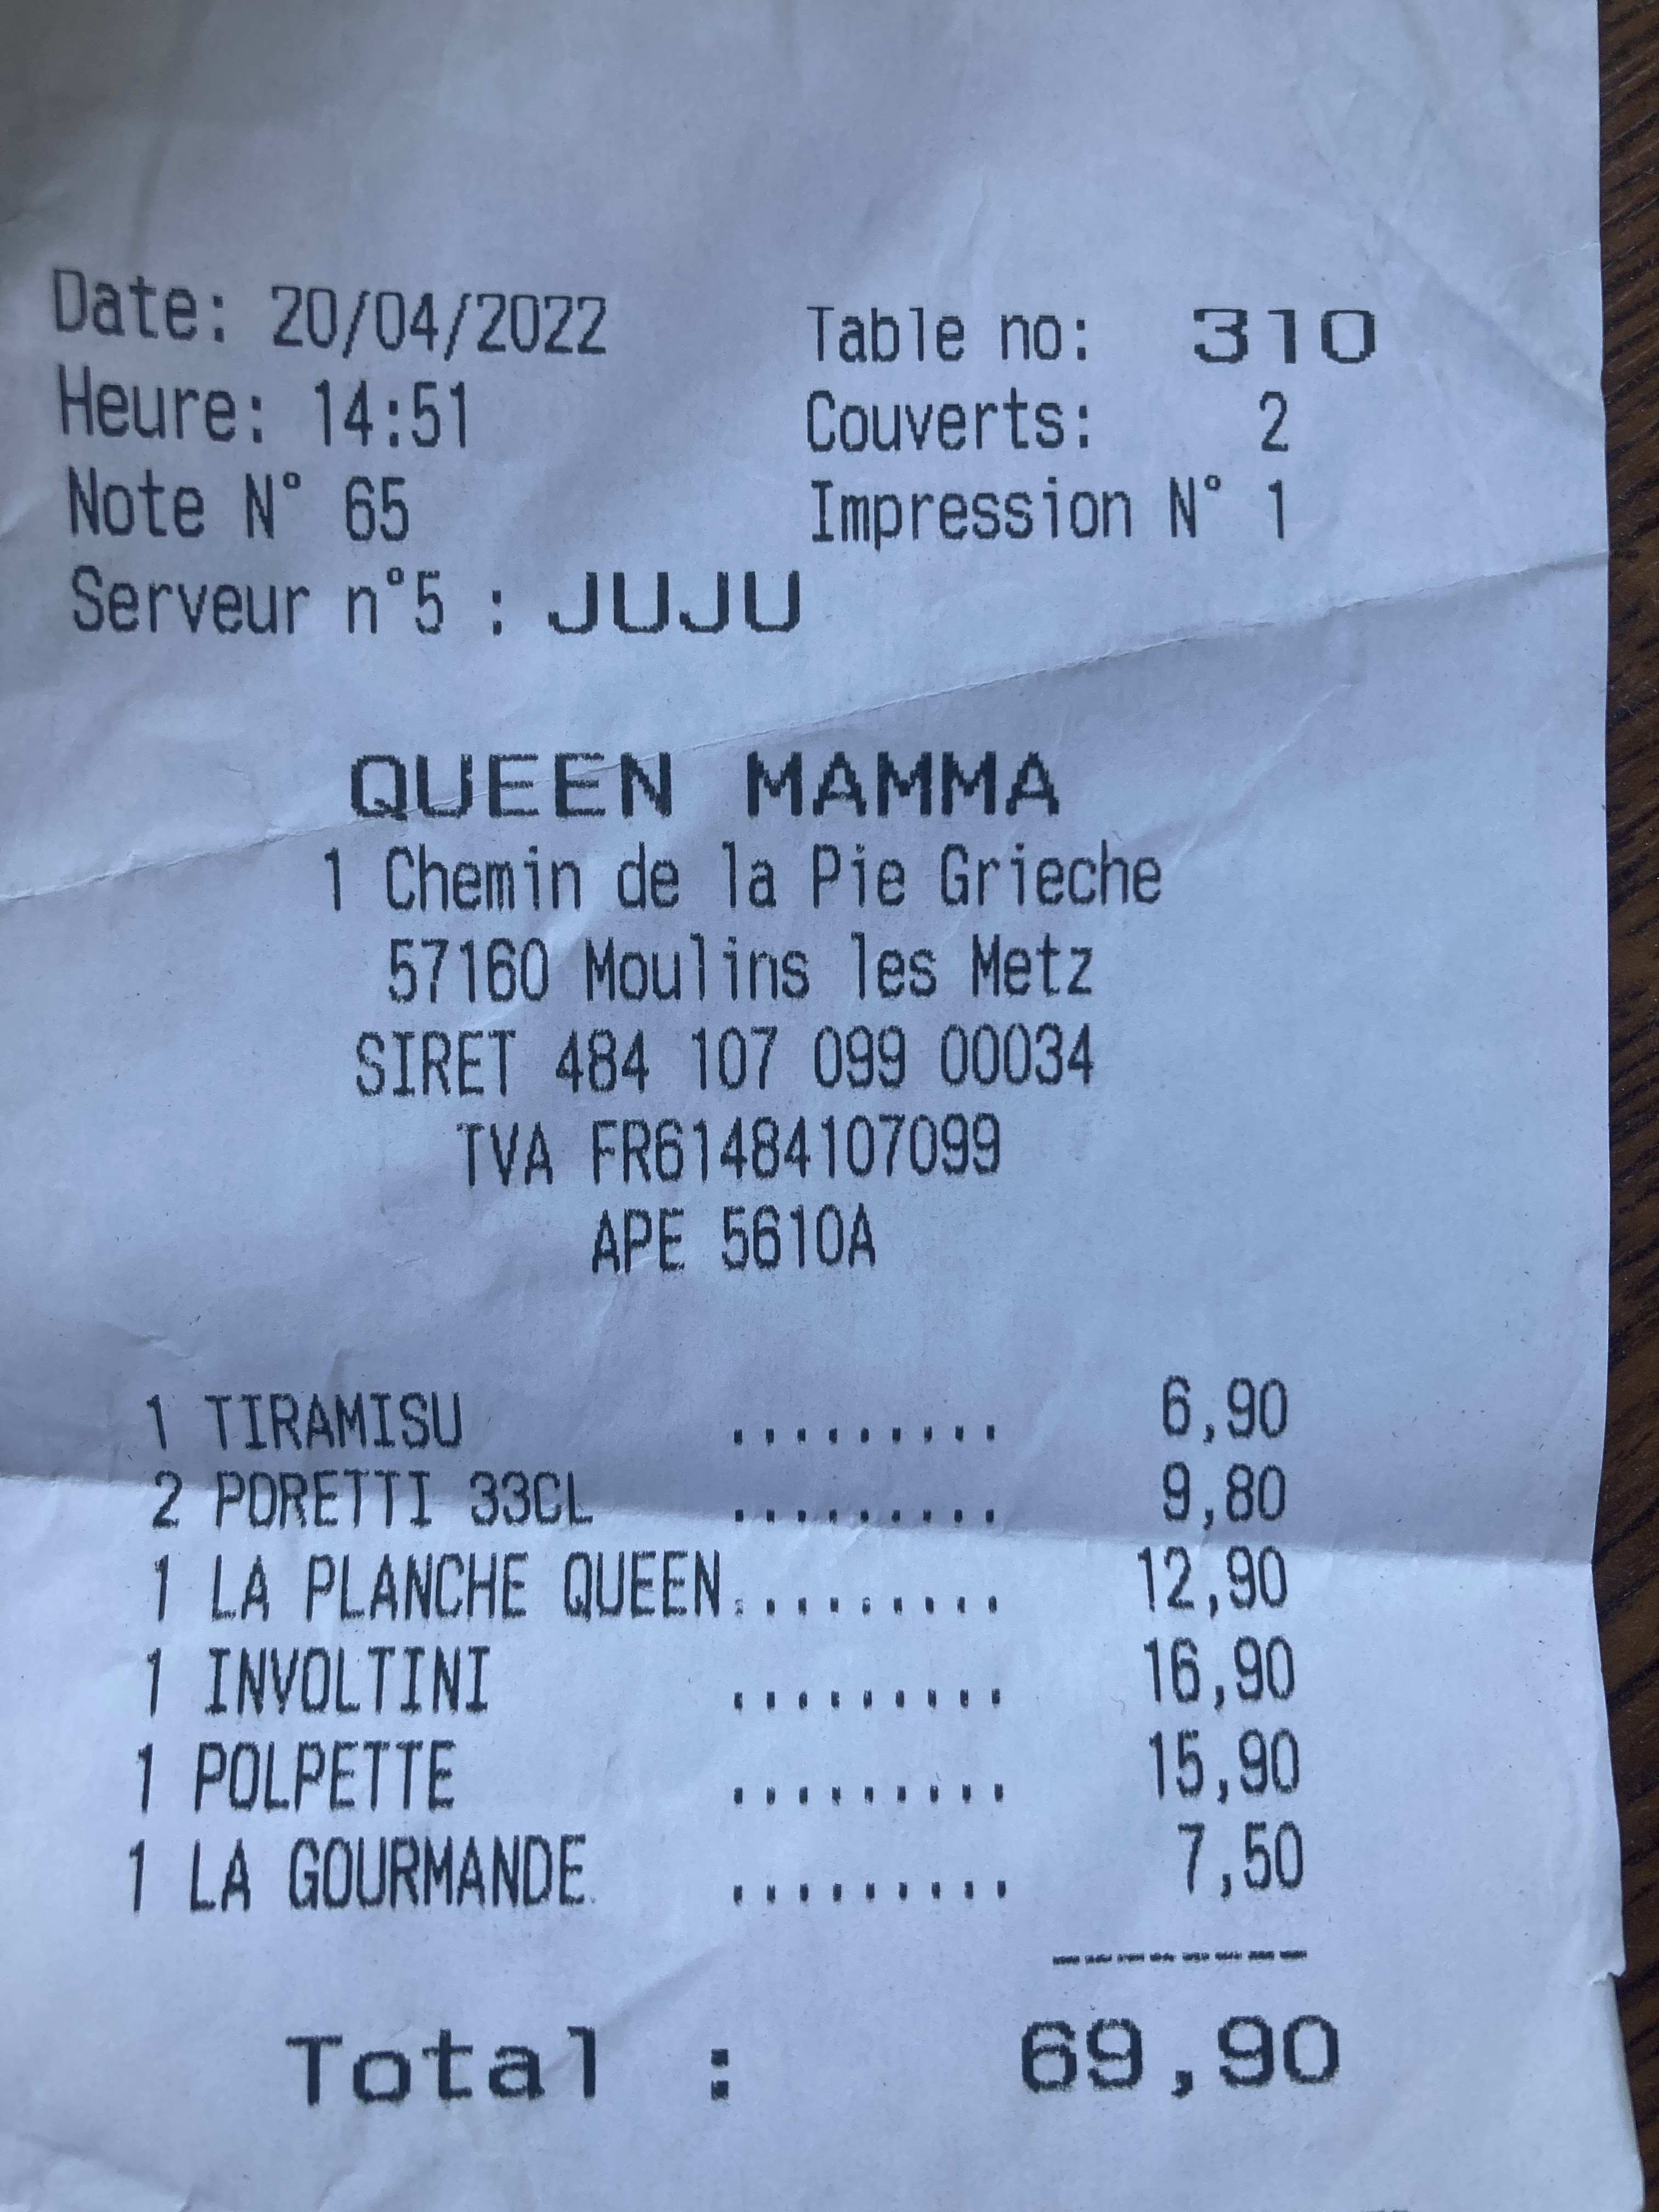 Date: 20/04/2022 Table no: 310
Heure: 14:51 Couverts: 2
Note N° 65 Impression N° 1
Serveur n°5 : JUJU
QUEEN MAMMA
1 Chemin de la Pie Grieche
57160 Moulins les Metz
SIRET 484 107 099 00034
TVA FR61484107099
APE 5610A
1 TIRAMISU ......... 6,90
2 PORETTI 33CL ......... 9,80
1 LA PLANCHE QUEEN......... 12,90
1 INVOLTINI ......... 16,90
1 POLPETTE ......... 15,90
1 LA GOURMANDE ......... 7,50
--------
Total : 69,90